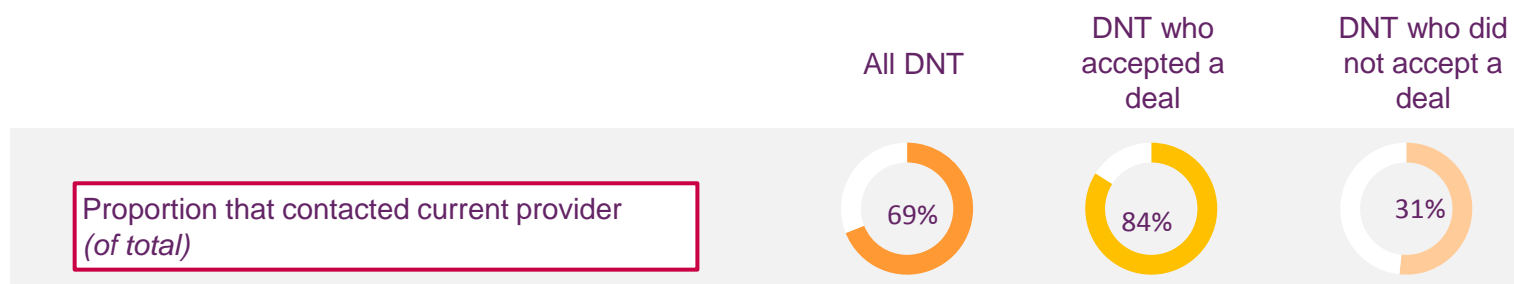 All DNT
DNT who
accepted a
deal
DNT who did
not accept a
deal
Proportion that contacted current provider
(of total)
69%
84%
31%